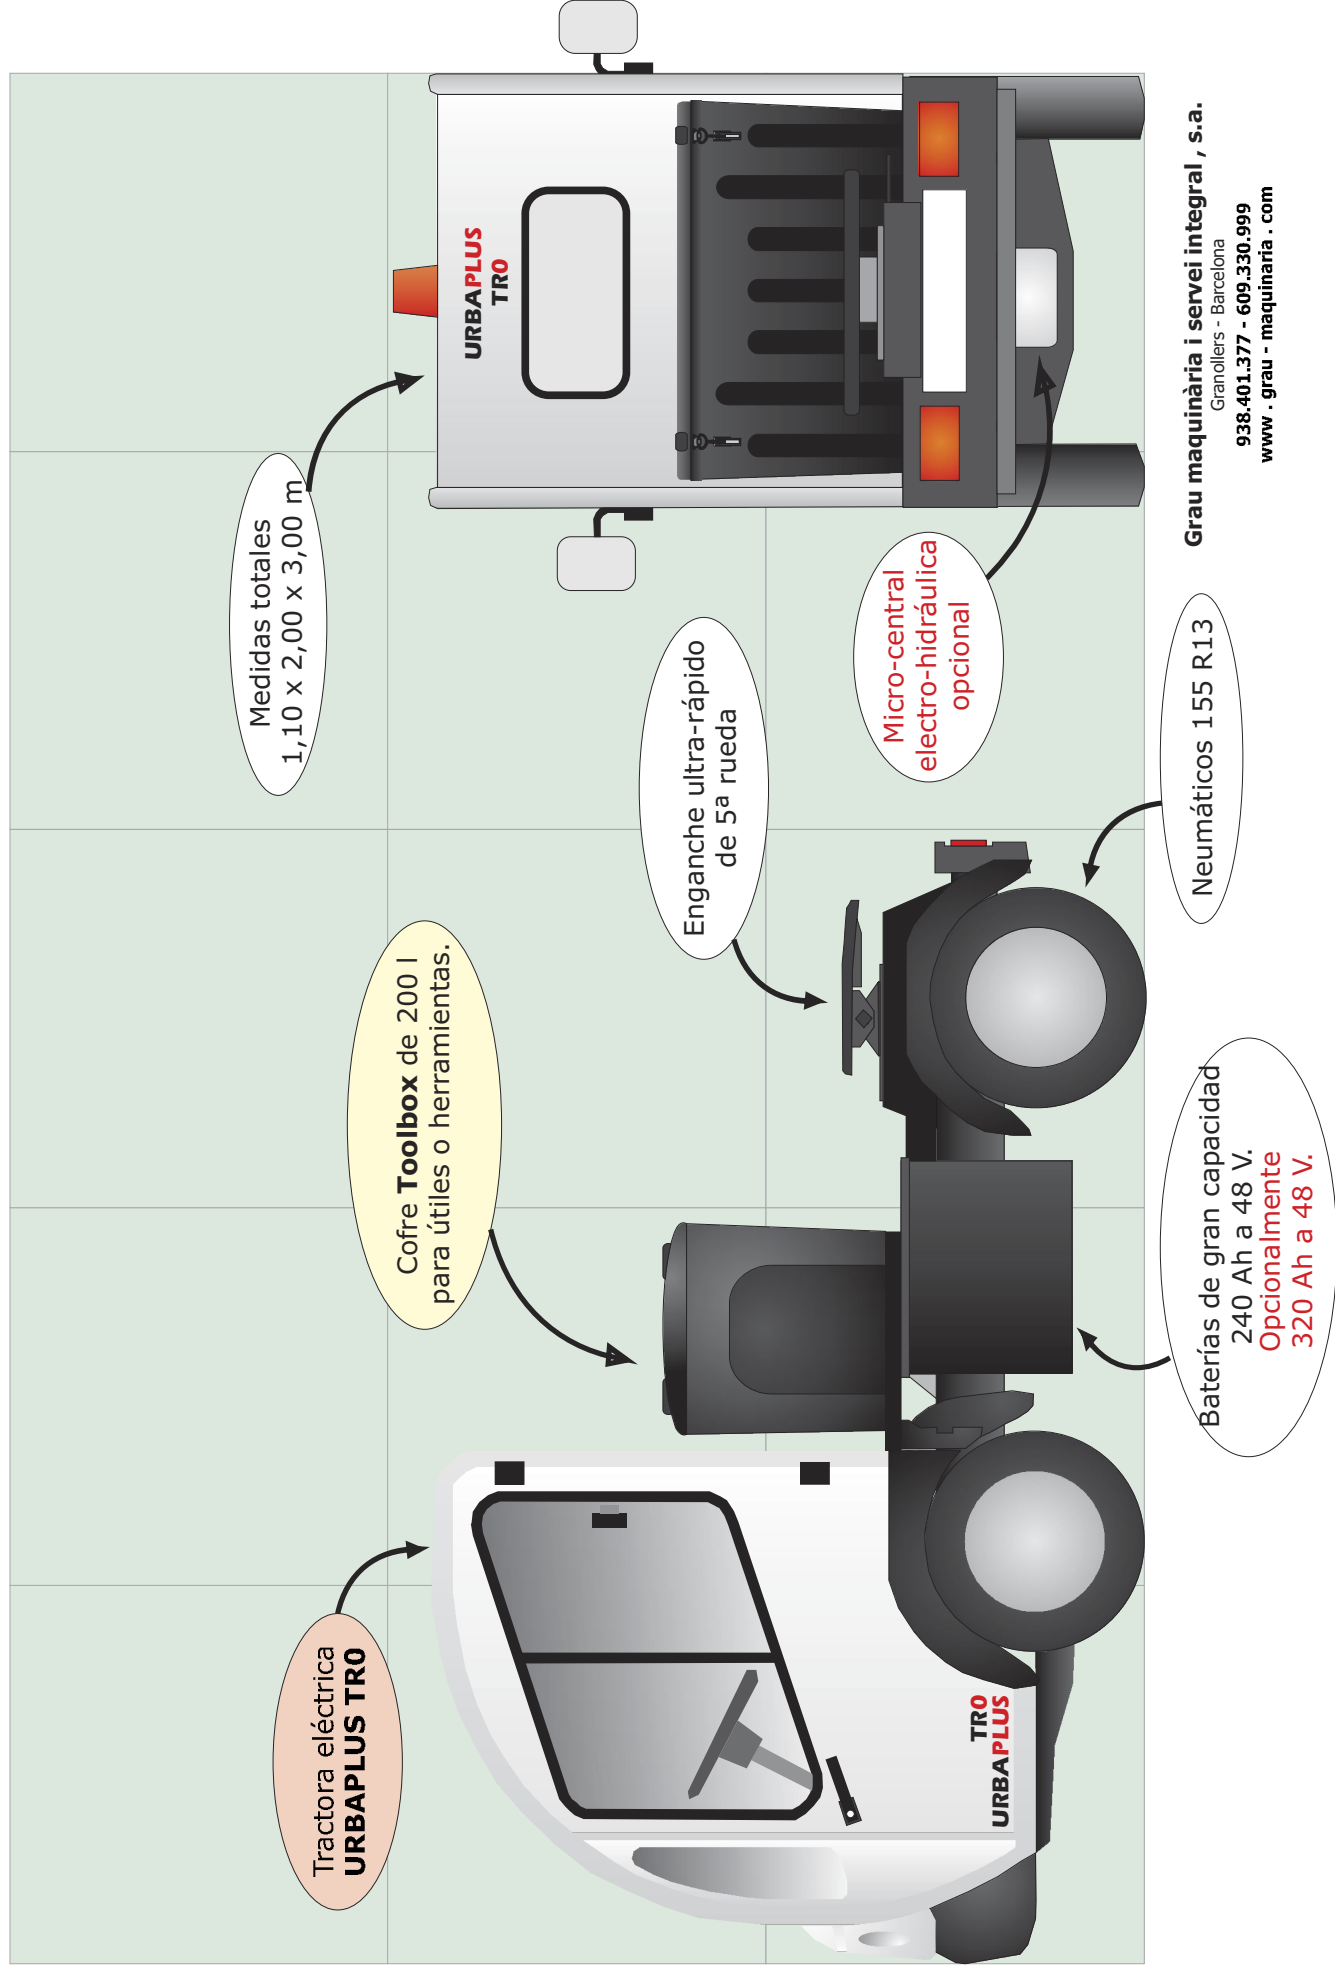 Tractora eléctrica
URBAPLUS TR0
Cofre Toolbox de 200 l
para útiles o herramientas.
Medidas totales
1,10 x 2,00 x 3,00 m
Enganche ultra-rápido
de 5ª rueda
Micro-central
electro-hidráulica
opcional
URBAPLUS
TR0
TR0
URBAPLUS
Baterías de gran capacidad
240 Ah a 48 V.
Opcionalmente
320 Ah a 48 V.
Neumáticos 155 R13
Grau maquinària i servei integral , s.a.
Granollers - Barcelona
938.401.377 - 609.330.999
www . grau - maquinaria . com